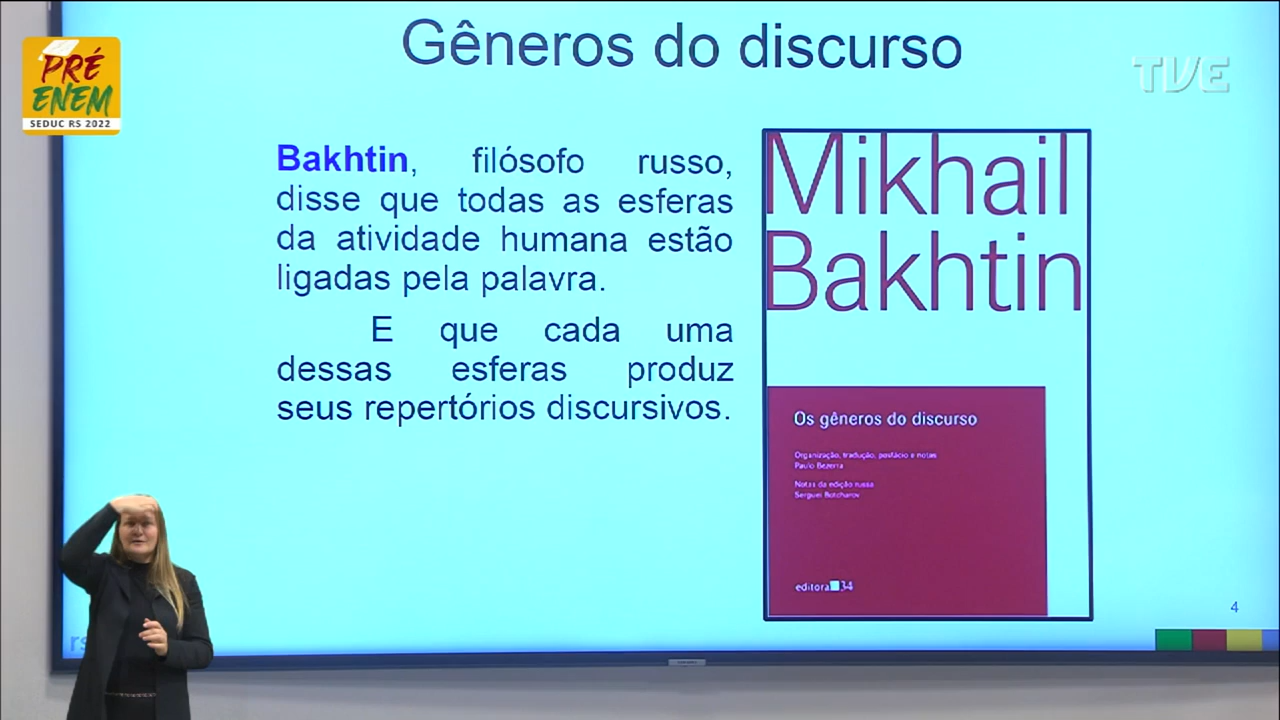 Gêneros do discurso
PRÉ
ENEM
SEDUC RS 2022
TVE
Bakhtin, filósofo russo,
disse que todas as esferas
da atividade humana estão
ligadas pela palavra.
E que cada uma
dessas esferas produz
seus repertórios discursivos.
Mikhail
Bakhtin
Os gêneros do discurso
Organização, tradução, posfácio e notas
Paulo Bezerra
Notas da edição russa
Serguei Botcharov
editora 34
4
rs